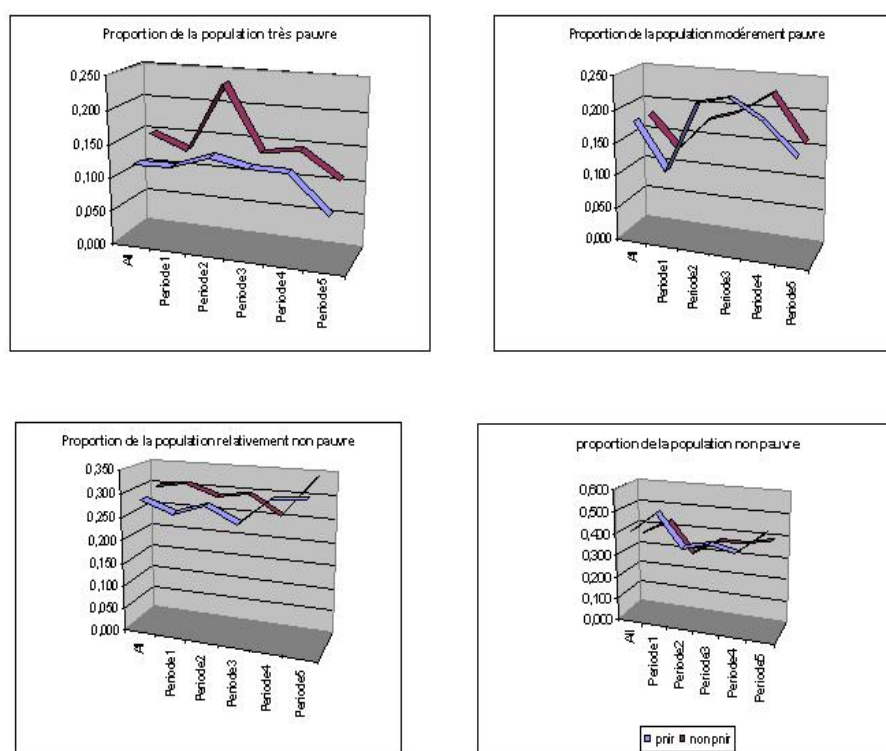 Proportion de la population très pauvre
0,250
0,200
0,150
0,100
0,050
0,000
All
Periode1
Periode2
Periode3
Periode4
Periode5
Proportion de la population modérement pauvre
0,250
0,200
0,150
0,100
0,050
0,000
All
Periode1
Periode2
Periode3
Periode4
Periode5
Proportion de la population relativement non pauvre
0,350
0,300
0,250
0,200
0,150
0,100
0,050
0,000
All
Periode1
Periode2
Periode3
Periode4
Periode5
proportion de la population non pauvre
0,600
0,500
0,400
0,300
0,200
0,100
0,000
All
Periode1
Periode2
Periode3
Periode4
Periode5
pnir non pnir